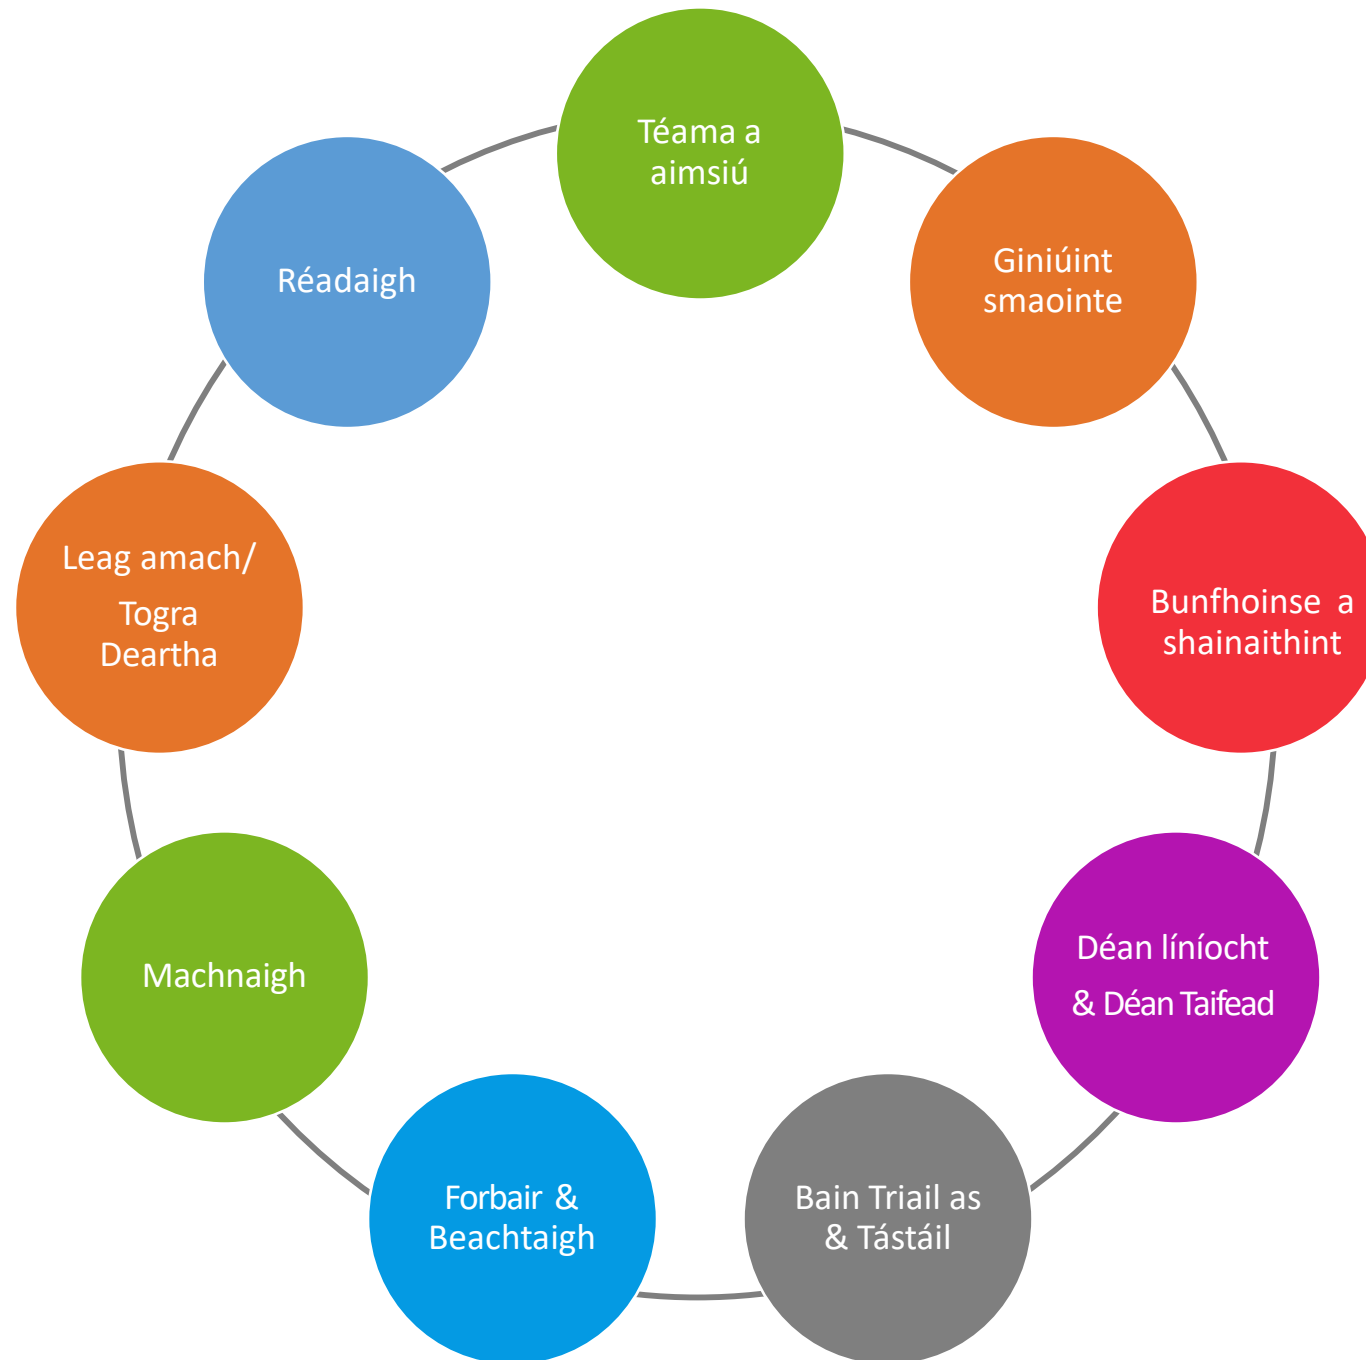 Téama a
aimsiú
Giniúint
smaointe
Bunfhoinse a
shainaithint
Déan líníocht
& Déan Taifead
Bain Triail as
& Tástáil
Forbair &
Beachtaigh
Machnaigh
Leag amach/
Togra
Deartha
Réadaigh